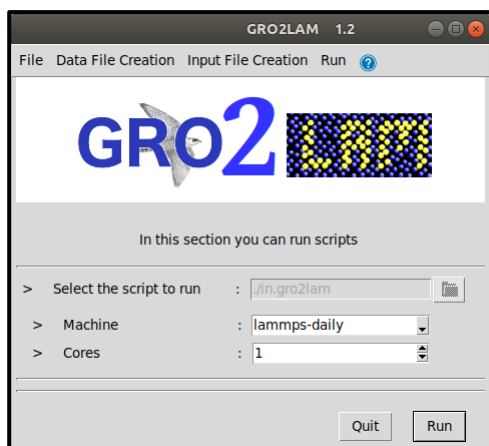 GRO2LAM 1.2
File Data File Creation Input File Creation Run ?
GRO2 LAM
In this section you can run scripts
> Select the script to run : ./in.gro2lam
> Machine : lammps-daily
> Cores : 1
Quit Run